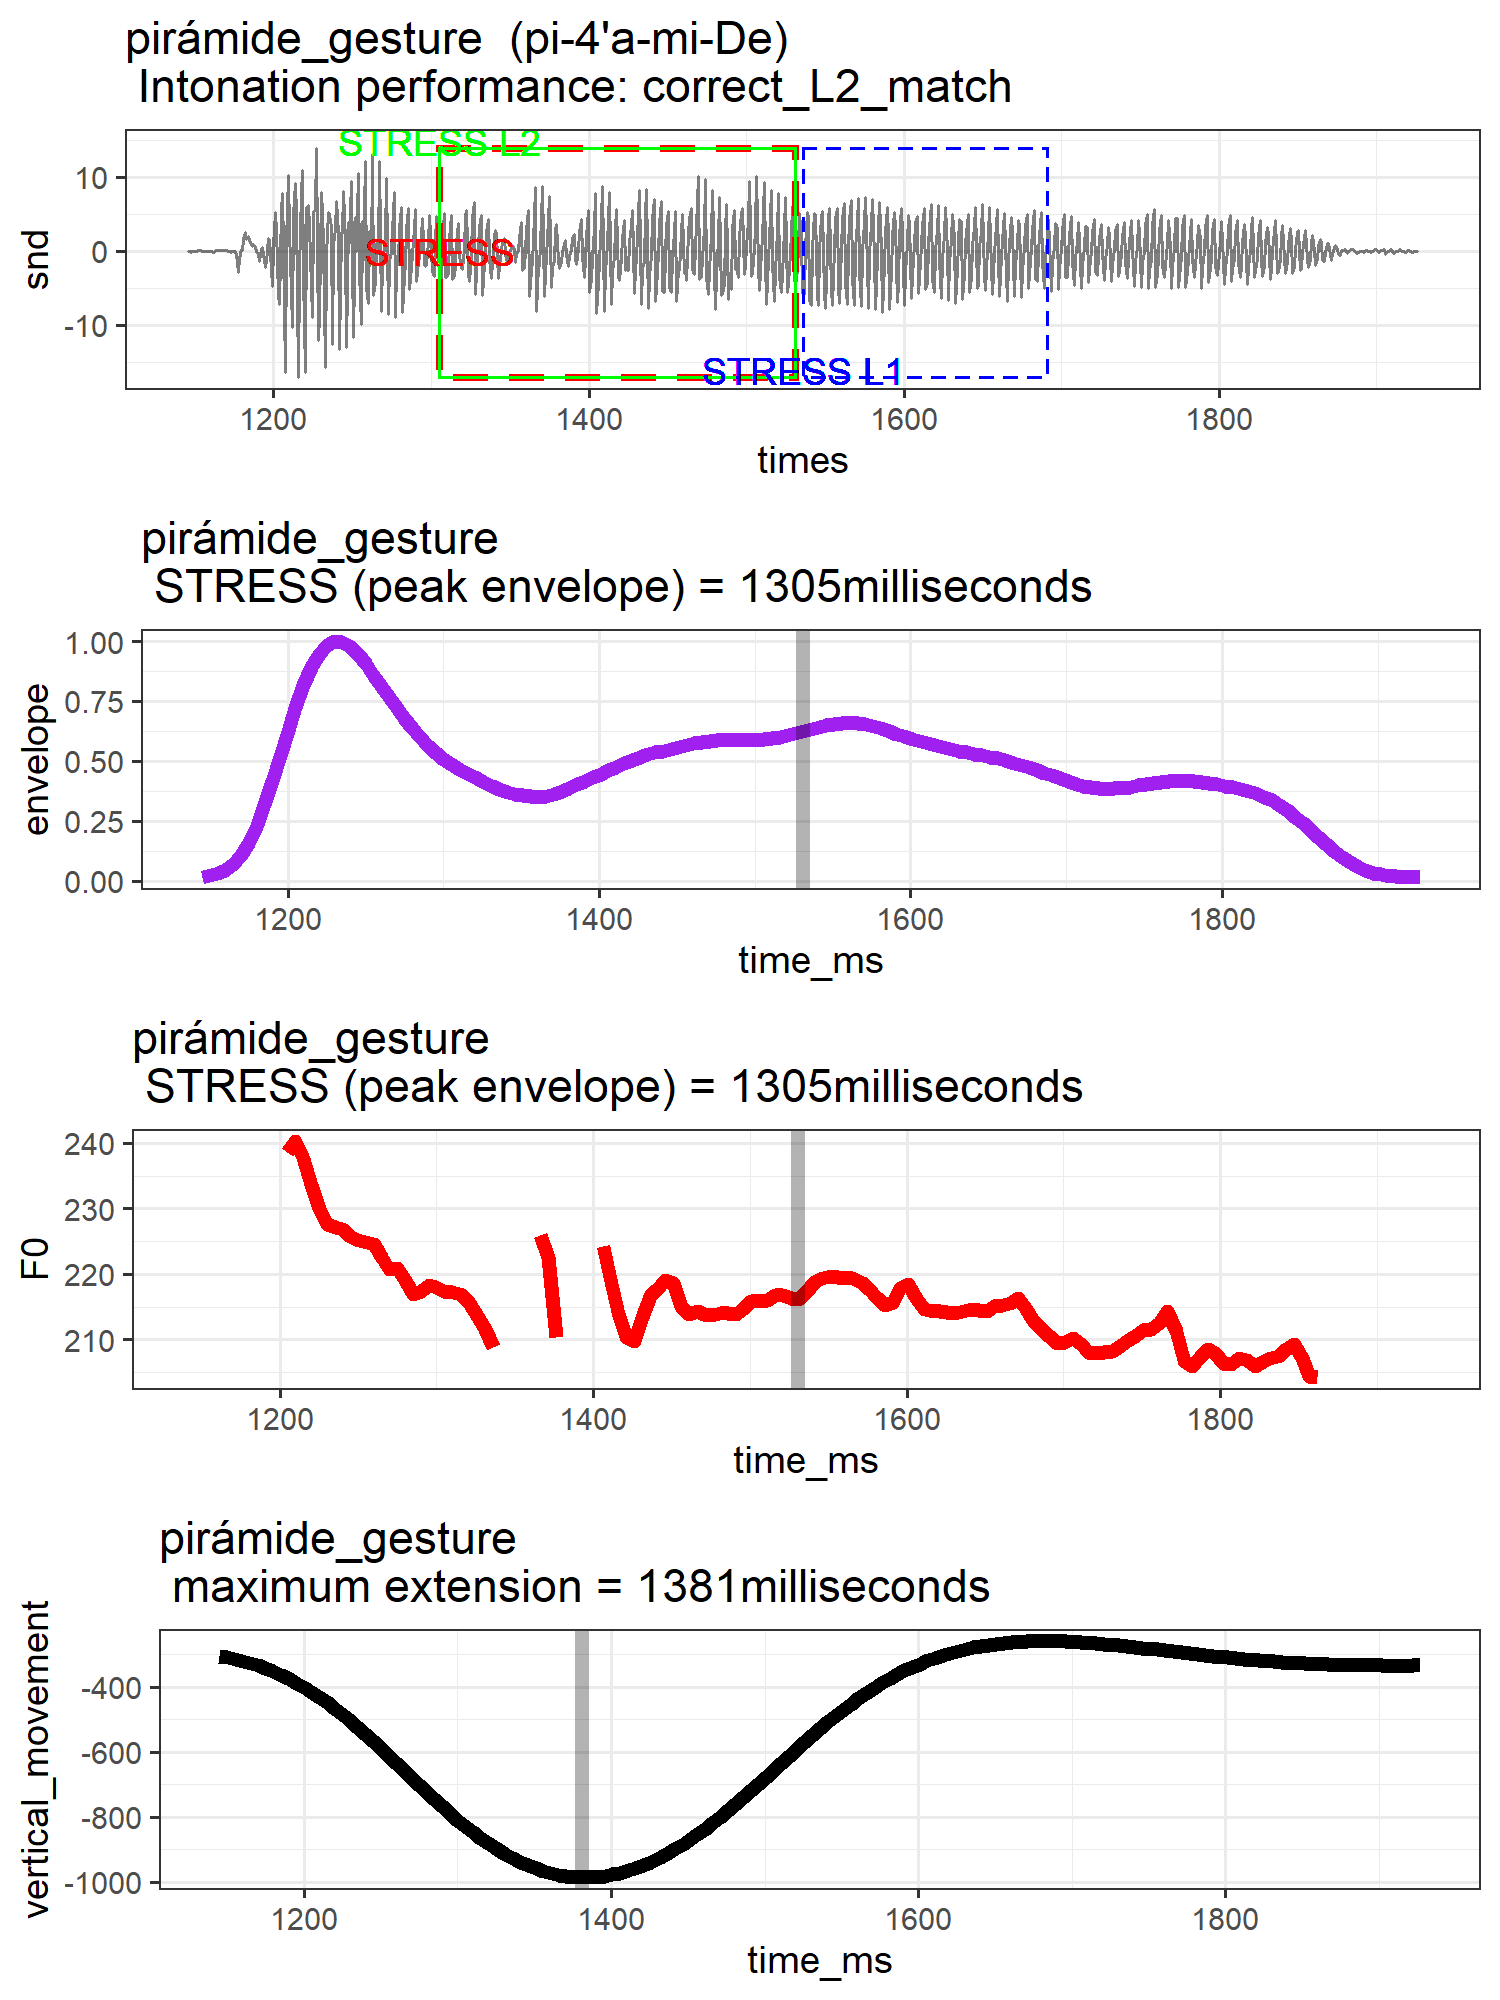 pirámide_gesture  (pi-4'a-mi-De)
Intonation performance: correct_L2_match
STRESS L2
10
STRESS
0
snd
-10
STRESS L1
1200 1400 1600 1800
times
pirámide_gesture
STRESS (peak envelope) = 1305milliseconds
1.00
0.75
envelope
0.50
0.25
0.00
1200 1400 1600 1800
time_ms
pirámide_gesture
STRESS (peak envelope) = 1305milliseconds
240
230
F0
220
210
1200 1400 1600 1800
time_ms
pirámide_gesture
maximum extension = 1381milliseconds
vertical_movement
-400
-600
-800
-1000
1200 1400 1600 1800
time_ms